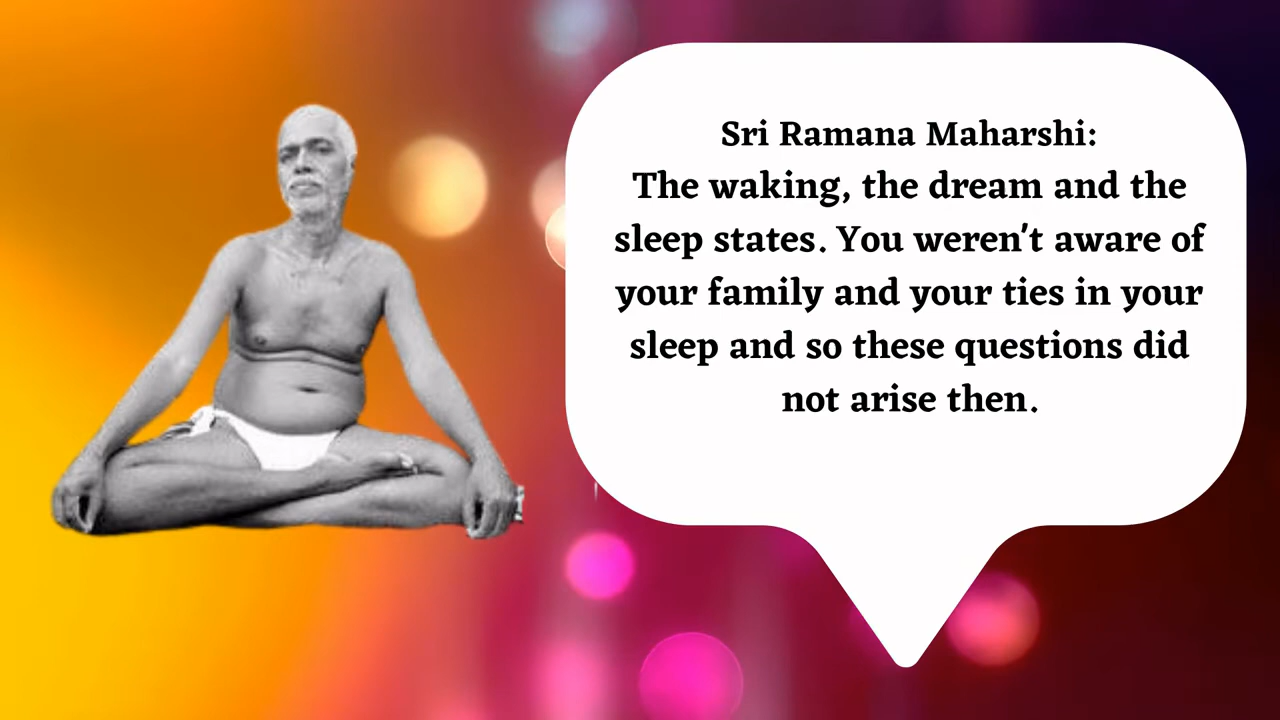 Sri Ramana Maharshi:
The waking, the dream and the
sleep states. You weren't aware of
your family and your ties in your
sleep and so these questions did
not arise then.